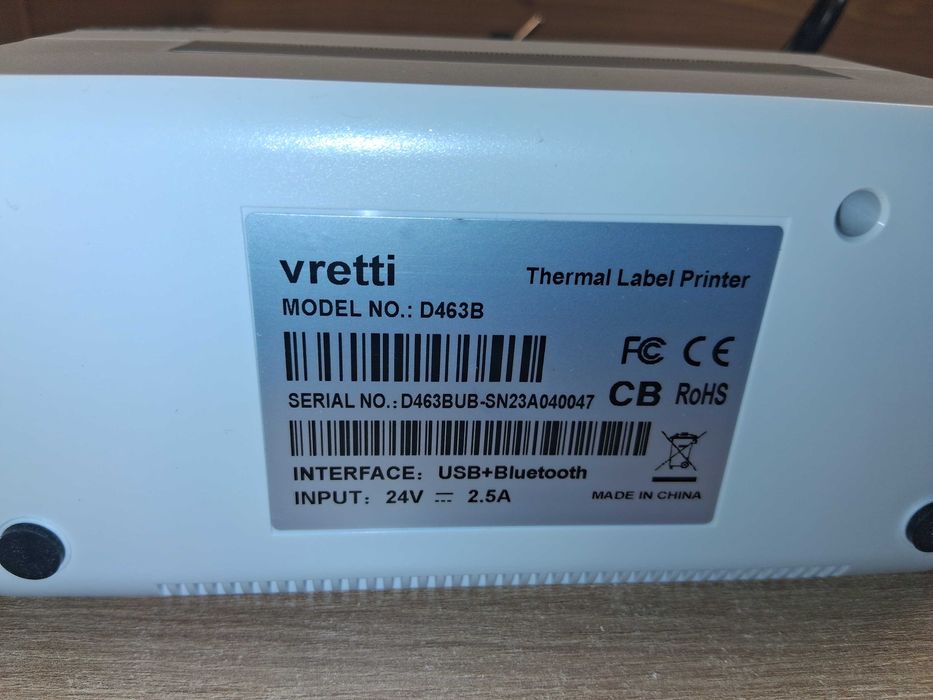 vretti
Thermal Label Printer
MODEL NO.: D463B
FC CE
SERIAL NO.:D463BUB-SN23A040047
CB RoHS
INTERFACE: USB+Bluetooth
INPUT: 24V ⎓ 2.5A
MADE IN CHINA